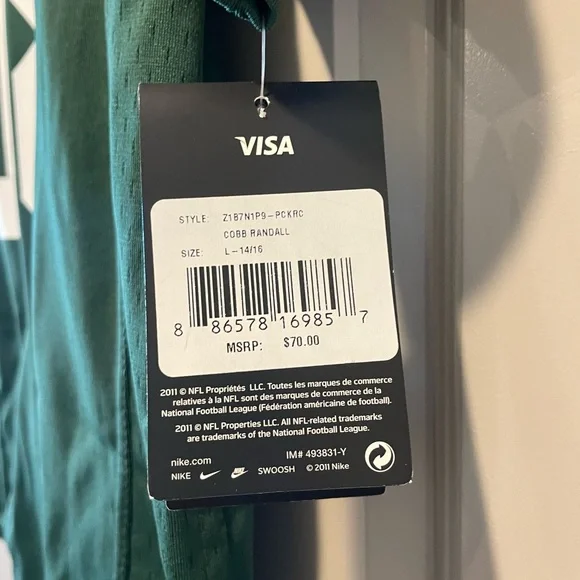 VISA
STYLE: Z1B7N1P9-PCKRC
COBB RANDALL
SIZE: L-14/16
8 86578 16985 7
MSRP: $70.00
2011 © NFL Propriétés LLC. Toutes les marques de commerce
relatives à la NFL sont des marques de commerce de la
National Football League (Fédération américaine de football).
2011 © NFL Properties LLC. All NFL-related trademarks
are trademarks of the National Football League.
nike.com IM# 493831-Y
NIKE SWOOSH © 2011 Nike